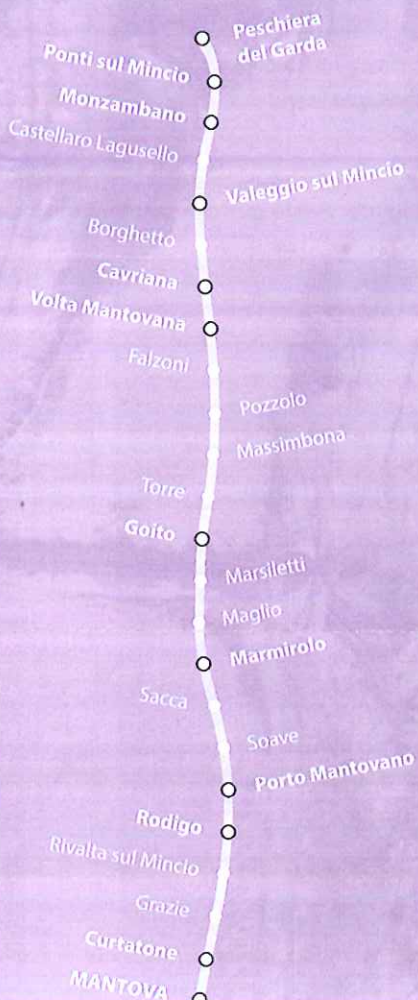 Peschiera
del Garda
Ponti sul Mincio
Monzambano
Castellaro Lagusello
Valeggio sul Mincio
Borghetto
Cavriana
Volta Mantovana
Falzoni
Pozzolo
Massimbona
Torre
Goito
Marsiletti
Maglio
Marmirolo
Sacca
Soave
Porto Mantovano
Rodigo
Rivalta sul Mincio
Grazie
Curtatone
MANTOVA